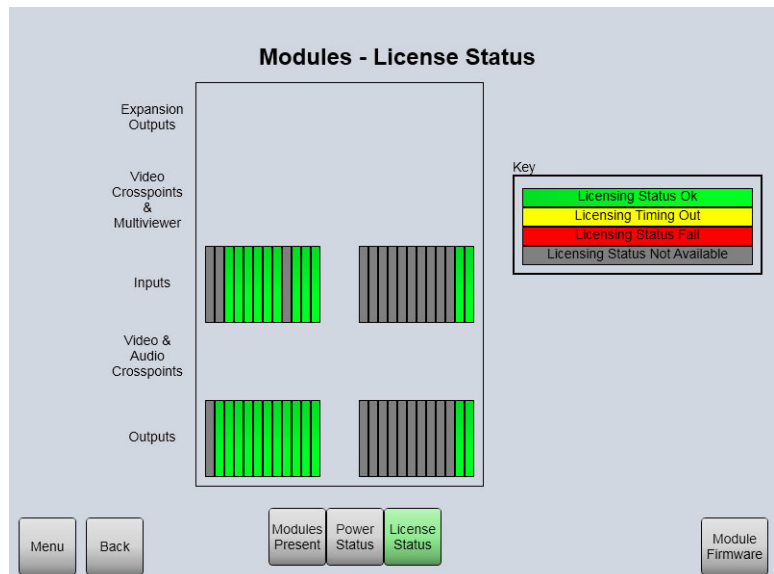 Modules - License Status
Expansion
Outputs
Video
Crosspoints
&
Multiviewer
Inputs
Video &
Audio
Crosspoints
Outputs
Key
Licensing Status Ok
Licensing Timing Out
Licensing Status Fail
Licensing Status Not Available
Menu
Back
Modules
Present
Power
Status
License
Status
Module
Firmware